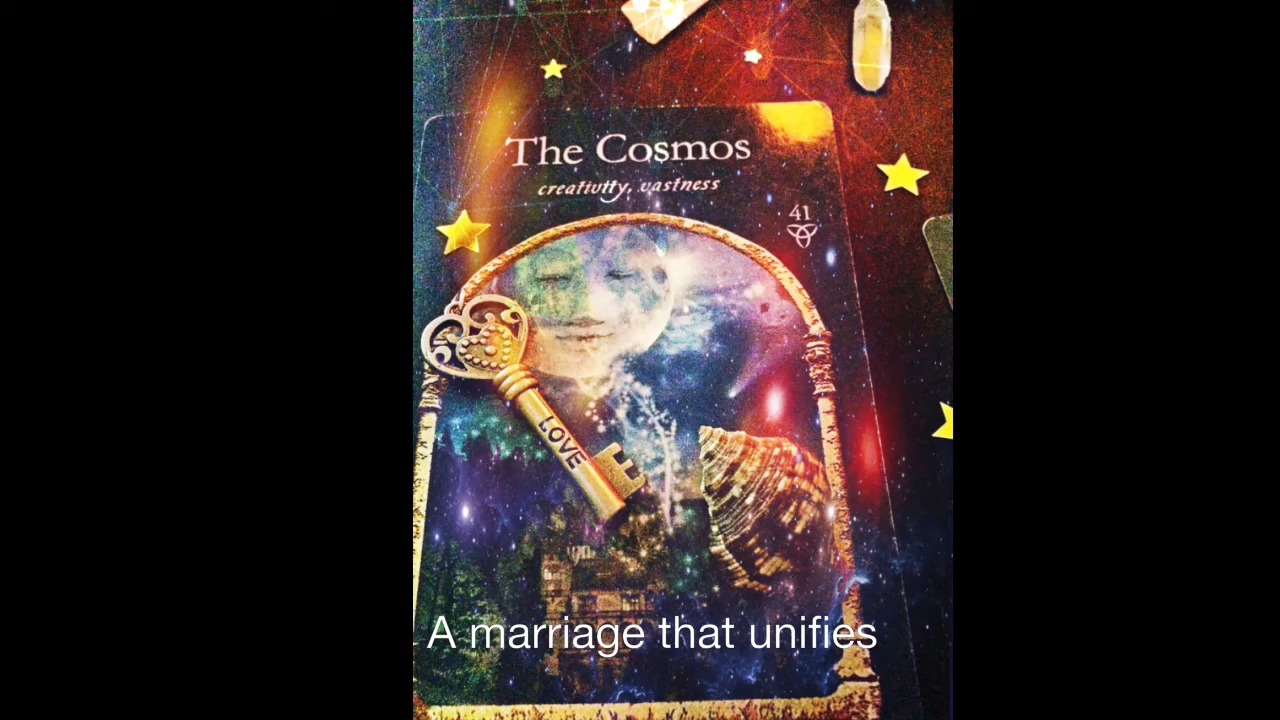 The Cosmos
creativity, vastness
41
LOVE
A marriage that unifies